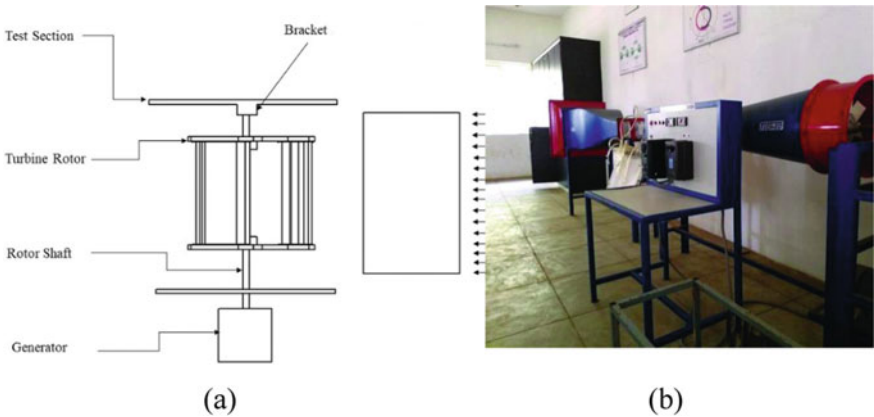 Test Section
Bracket
Turbine Rotor
Rotor Shaft
Generator
(a)
(b)